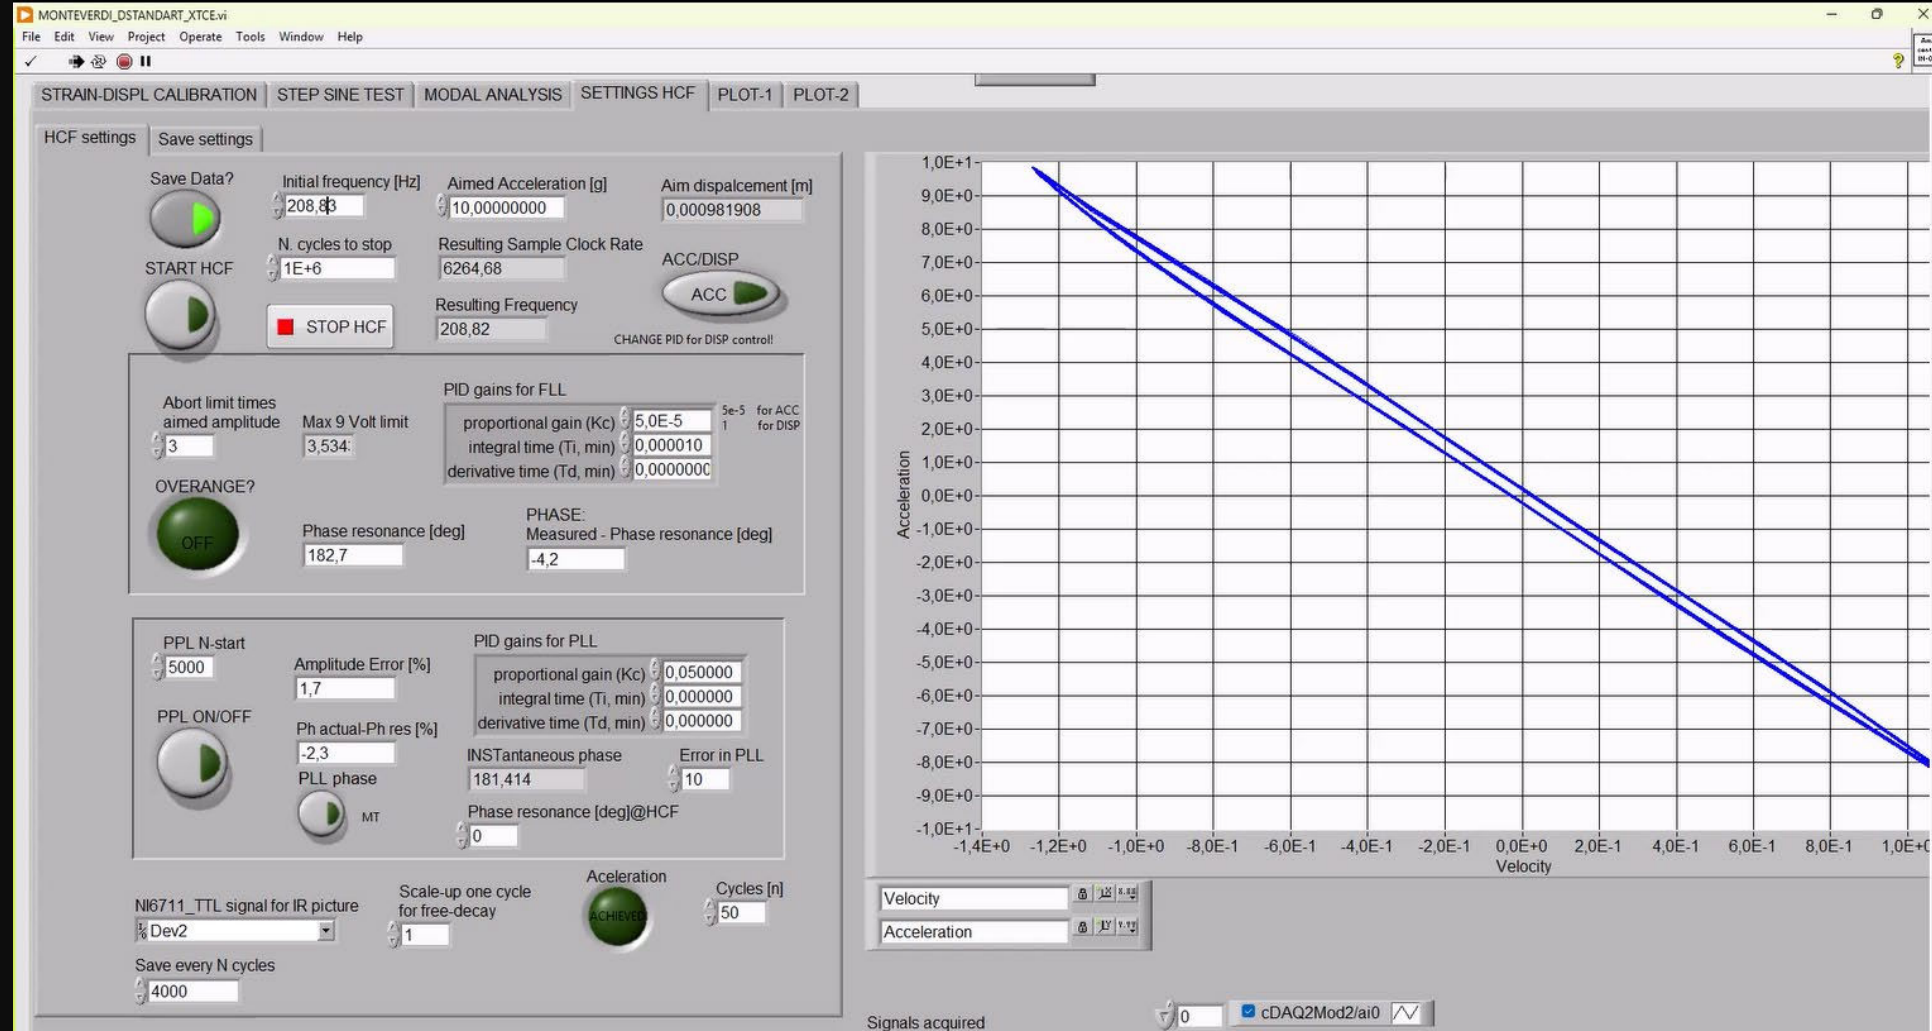 MONTEVERDI_DSTANDART_XTCE.vi
File Edit View Project Operate Tools Window Help
STRAIN-DISPL CALIBRATION STEP SINE TEST MODAL ANALYSIS SETTINGS HCF PLOT-1 PLOT-2
HCF settings Save settings
Save Data?
Initial frequency [Hz]
208,83
Aimed Acceleration [g]
10,00000000
Aim dispalcement [m]
0,000981908
START HCF
N. cycles to stop
1E+6
Resulting Sample Clock Rate
6264,68
ACC/DISP
ACC
STOP HCF
Resulting Frequency
208,82
CHANGE PID for DISP control!
Abort limit times
aimed amplitude
3
Max 9 Volt limit
3,534
PID gains for FLL
proportional gain (Kc) 5,0E-5
integral time (Ti, min) 0,000010
derivative time (Td, min) 0,0000000
5e-5 for ACC
1 for DISP
OVERANGE?
OFF
Phase resonance [deg]
182,7
PHASE:
Measured - Phase resonance [deg]
-4,2
PPL N-start
5000
Amplitude Error [%]
1,7
PID gains for PLL
proportional gain (Kc) 0,050000
integral time (Ti, min) 0,000000
derivative time (Td, min) 0,000000
PPL ON/OFF
Ph actual-Ph res [%]
-2,3
PLL phase
MT
INSTantaneous phase
181,414
Error in PLL
10
Phase resonance [deg]@HCF
0
NI6711_TTL signal for IR picture
Dev2
Scale-up one cycle
for free-decay
1
Aceleration
ACHIEVED
Cycles [n]
50
Save every N cycles
4000
1,0E+1
9,0E+0
8,0E+0
7,0E+0
6,0E+0
5,0E+0
4,0E+0
3,0E+0
2,0E+0
1,0E+0
0,0E+0
-1,0E+0
-2,0E+0
-3,0E+0
-4,0E+0
-5,0E+0
-6,0E+0
-7,0E+0
-8,0E+0
-9,0E+0
-1,0E+1
Acceleration
-1,4E+0 -1,2E+0 -1,0E+0 -8,0E-1 -6,0E-1 -4,0E-1 -2,0E-1 0,0E+0 2,0E-1 4,0E-1 6,0E-1 8,0E-1
Velocity
Velocity
Acceleration
Signals acquired
0
cDAQ2Mod2/ai0